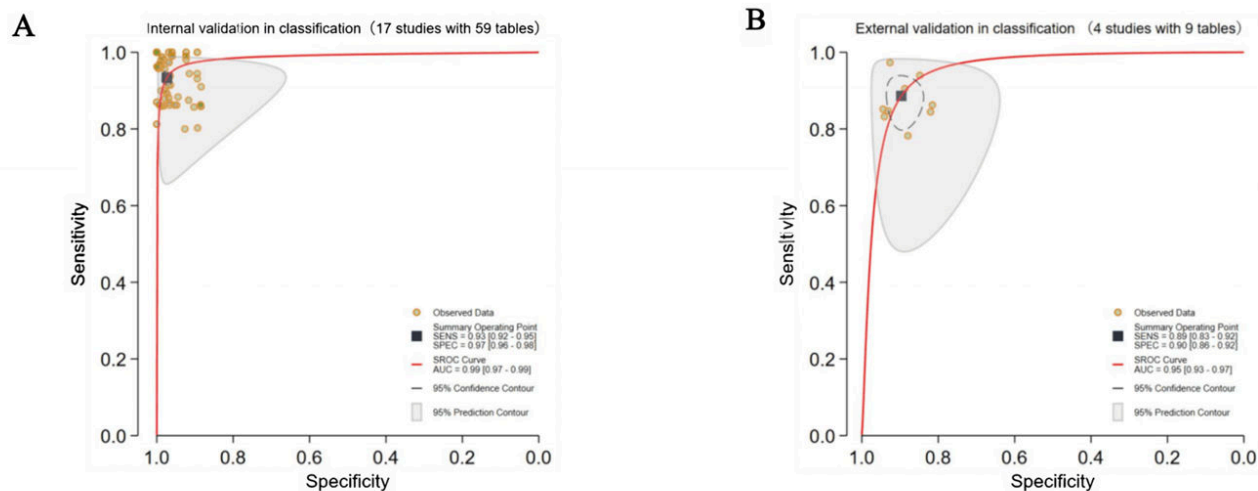 A
Internal validation in classification （17 studies with 59 tables）
1.0
0.8
0.6
0.4
0.2
0.0
Sensitivity
1.0
0.8
0.6
0.4
0.2
0.0
Specificity
Observed Data
Summary Operating Point
SENS = 0.93 [0.92 - 0.95]
SPEC = 0.97 [0.96 - 0.98]
SROC Curve
AUC = 0.99 [0.97 - 0.99]
95% Confidence Contour
95% Prediction Contour
B
External validation in classification （4 studies with 9 tables）
1.0
0.8
0.6
0.4
0.2
0.0
Sensitivity
1.0
0.8
0.6
0.4
0.2
0.0
Specificity
Observed Data
Summary Operating Point
SENS = 0.89 [0.83 - 0.92]
SPEC = 0.90 [0.86 - 0.92]
SROC Curve
AUC = 0.95 [0.93 - 0.97]
95% Confidence Contour
95% Prediction Contour